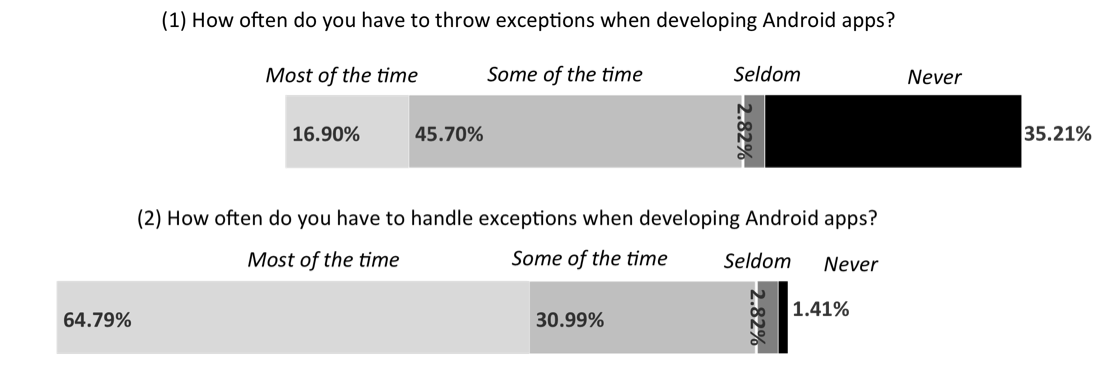 (1) How often do you have to throw exceptions when developing Android apps?
Most of the time Some of the time Seldom Never
16.90% 45.70% 2.82% 35.21%
(2) How often do you have to handle exceptions when developing Android apps?
Most of the time Some of the time Seldom Never
64.79% 30.99% 2.82% 1.41%